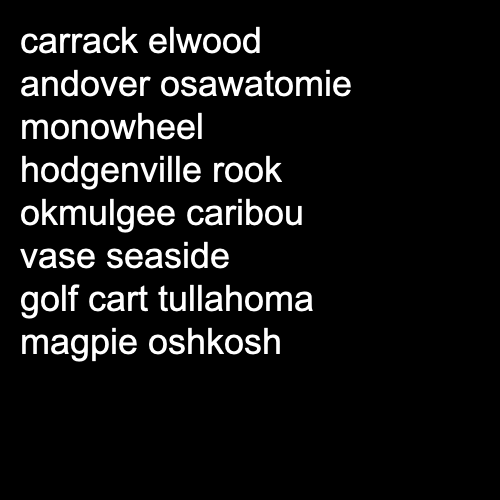 carrack elwood
andover osawatomie
monowheel
hodgenville rook
okmulgee caribou
vase seaside
golf cart tullahoma
magpie oshkosh